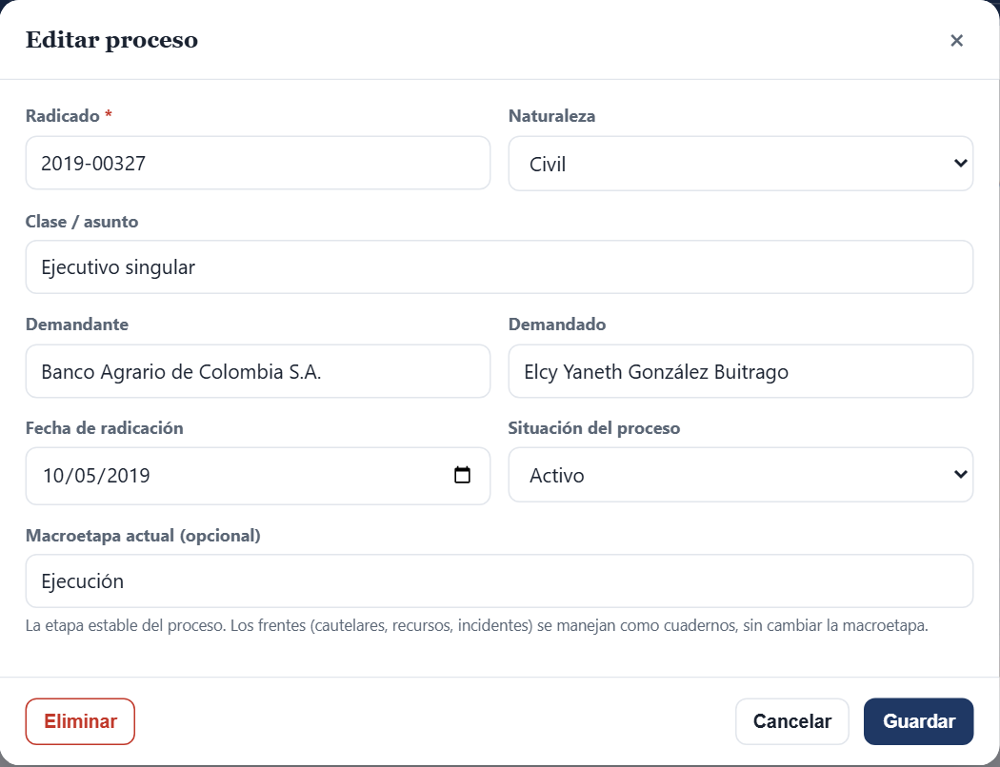 Editar proceso
×
Radicado *
Naturaleza
2019-00327
Civil
Clase / asunto
Ejecutivo singular
Demandante
Demandado
Banco Agrario de Colombia S.A.
Elcy Yaneth González Buitrago
Fecha de radicación
Situación del proceso
10/05/2019
Activo
Macroetapa actual (opcional)
Ejecución
La etapa estable del proceso. Los frentes (cautelares, recursos, incidentes) se manejan como cuadernos, sin cambiar la macroetapa.
Eliminar
Cancelar
Guardar